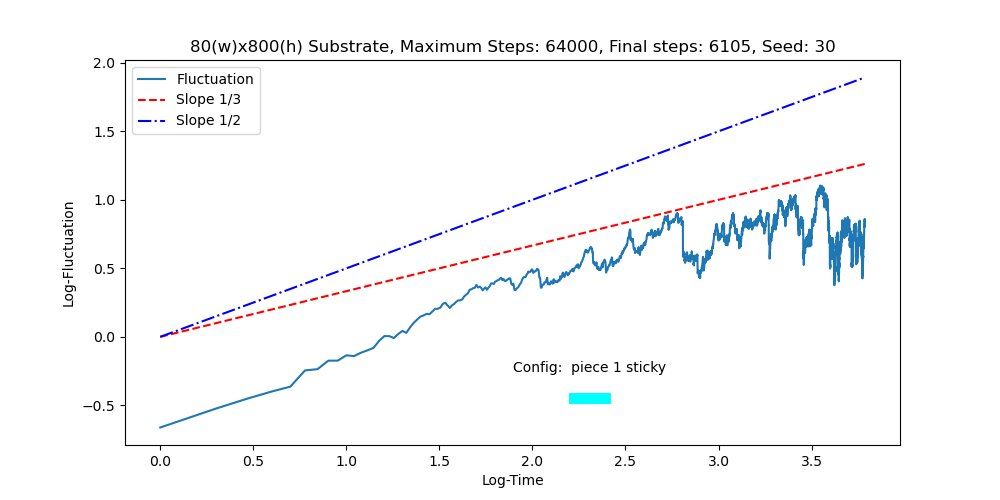 80(w)x800(h) Substrate, Maximum Steps: 64000, Final steps: 6105, Seed: 30
Fluctuation
Slope 1/3
Slope 1/2
Log-Fluctuation
2.0
1.5
1.0
0.5
0.0
−0.5
Config:  piece 1 sticky
0.0 0.5 1.0 1.5 2.0 2.5 3.0 3.5
Log-Time